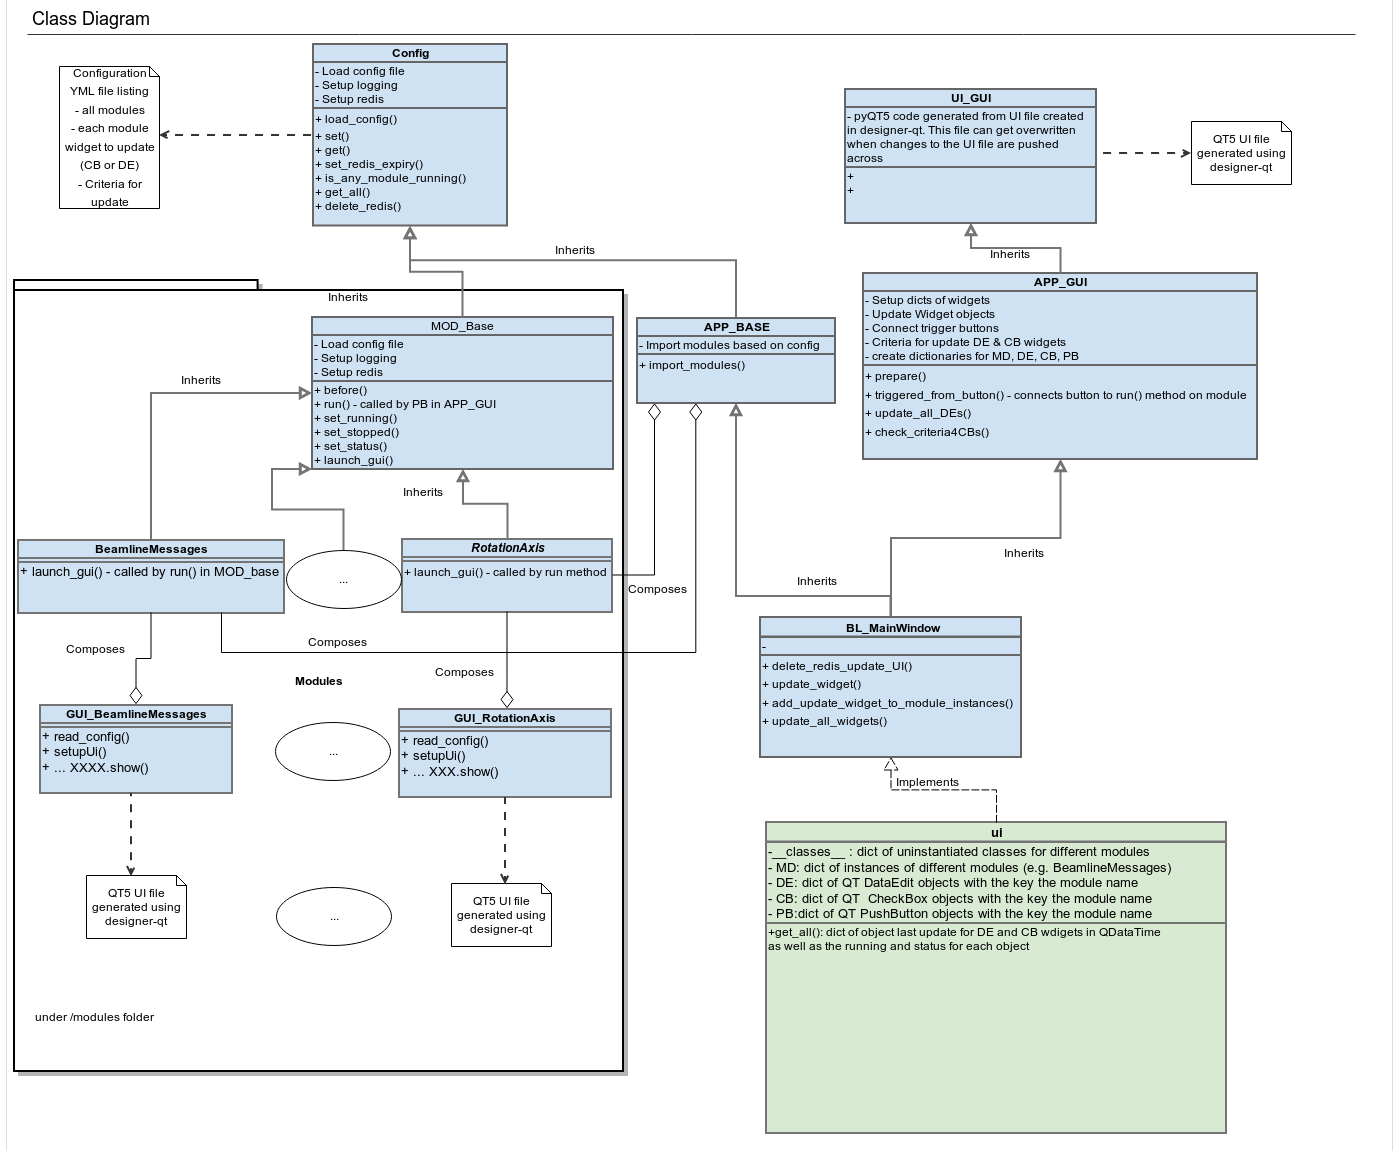 Class Diagram
Configuration
YML file listing
- all modules
- each module
widget to update
(CB or DE)
- Criteria for
update
Config
- Load config file
- Setup logging
- Setup redis
+ load_config()
+ set()
+ get()
+ set_redis_expiry()
+ is_any_module_running()
+ get_all()
+ delete_redis()
UI_GUI
- pyQT5 code generated from UI file created
in designer-qt. This file can get overwritten
when changes to the UI file are pushed
across
+
+
QT5 UI file
generated using
designer-qt
Inherits
Inherits
Inherits
MOD_Base
- Load config file
- Setup logging
- Setup redis
+ before()
+ run() - called by PB in APP_GUI
+ set_running()
+ set_stopped()
+ set_status()
+ launch_gui()
APP_BASE
- Import modules based on config
+ import_modules()
APP_GUI
- Setup dicts of widgets
- Update Widget objects
- Connect trigger buttons
- Criteria for update DE & CB widgets
- create dictionaries for MD, DE, CB, PB
+ prepare()
+ triggered_from_button() - connects button to run() method on module
+ update_all_DEs()
+ check_criteria4CBs()
Inherits
Inherits
BeamlineMessages
+ launch_gui() - called by run() in MOD_base
...
RotationAxis
+ launch_gui() - called by run method
Composes
Inherits
Inherits
Composes
Composes
Composes
Modules
BL_MainWindow
-
+ delete_redis_update_UI()
+ update_widget()
+ add_update_widget_to_module_instances()
+ update_all_widgets()
GUI_BeamlineMessages
+ read_config()
+ setupUi()
+ ... XXXX.show()
...
GUI_RotationAxis
+ read_config()
+ setupUi()
+ ... XXX.show()
Implements
ui
-__classes__ : dict of uninstantiated classes for different modules
- MD: dict of instances of different modules (e.g. BeamlineMessages)
- DE: dict of QT DataEdit objects with the key the module name
- CB: dict of QT  CheckBox objects with the key the module name
- PB:dict of QT PushButton objects with the key the module name
+get_all(): dict of object last update for DE and CB wdigets in QDataTime
as well as the running and status for each object
QT5 UI file
generated using
designer-qt
...
QT5 UI file
generated using
designer-qt
under /modules folder